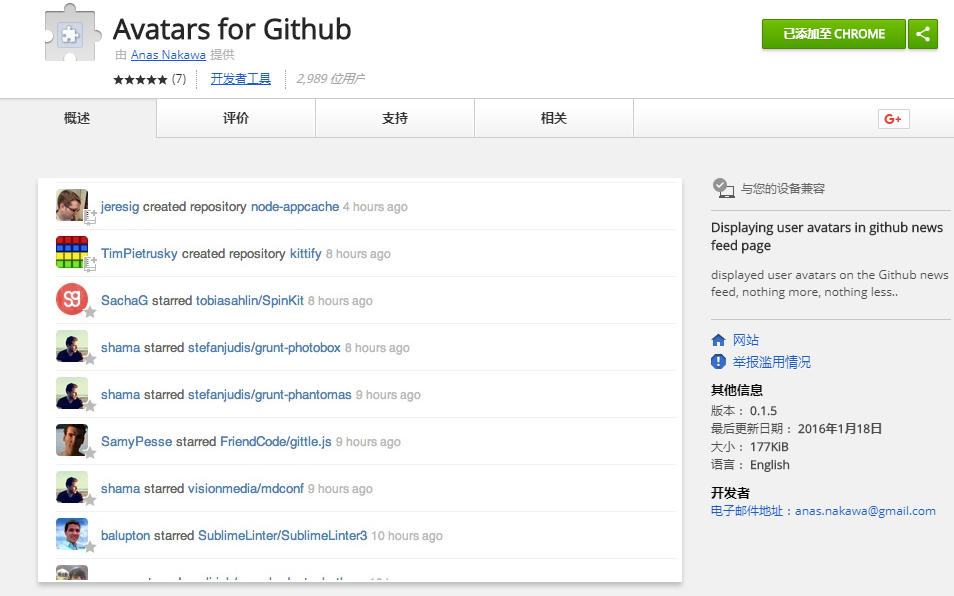 Avatars for Github
由 Anas Nakawa 提供
★★★★★ (7) 开发者工具 2,989 位用户
已添加至 CHROME
概述 评价 支持 相关
G+
jeresig created repository node-appcache 4 hours ago
TimPietrusky created repository kittify 8 hours ago
SG
SachaG starred tobiasahlin/SpinKit 8 hours ago
shama starred stefanjudis/grunt-photobox 8 hours ago
shama starred stefanjudis/grunt-phantomas 9 hours ago
SamyPesse starred FriendCode/gittle.js 9 hours ago
shama starred visionmedia/mdconf 9 hours ago
balupton starred SublimeLinter/SublimeLinter3 10 hours ago
与您的设备兼容
Displaying user avatars in github news
feed page
displayed user avatars on the Github news
feed, nothing more, nothing less..
网站
举报滥用情况
其他信息
版本： 0.1.5
最后更新日期： 2016年1月18日
大小： 177KiB
语言： English
开发者
电子邮件地址：anas.nakawa@gmail.com